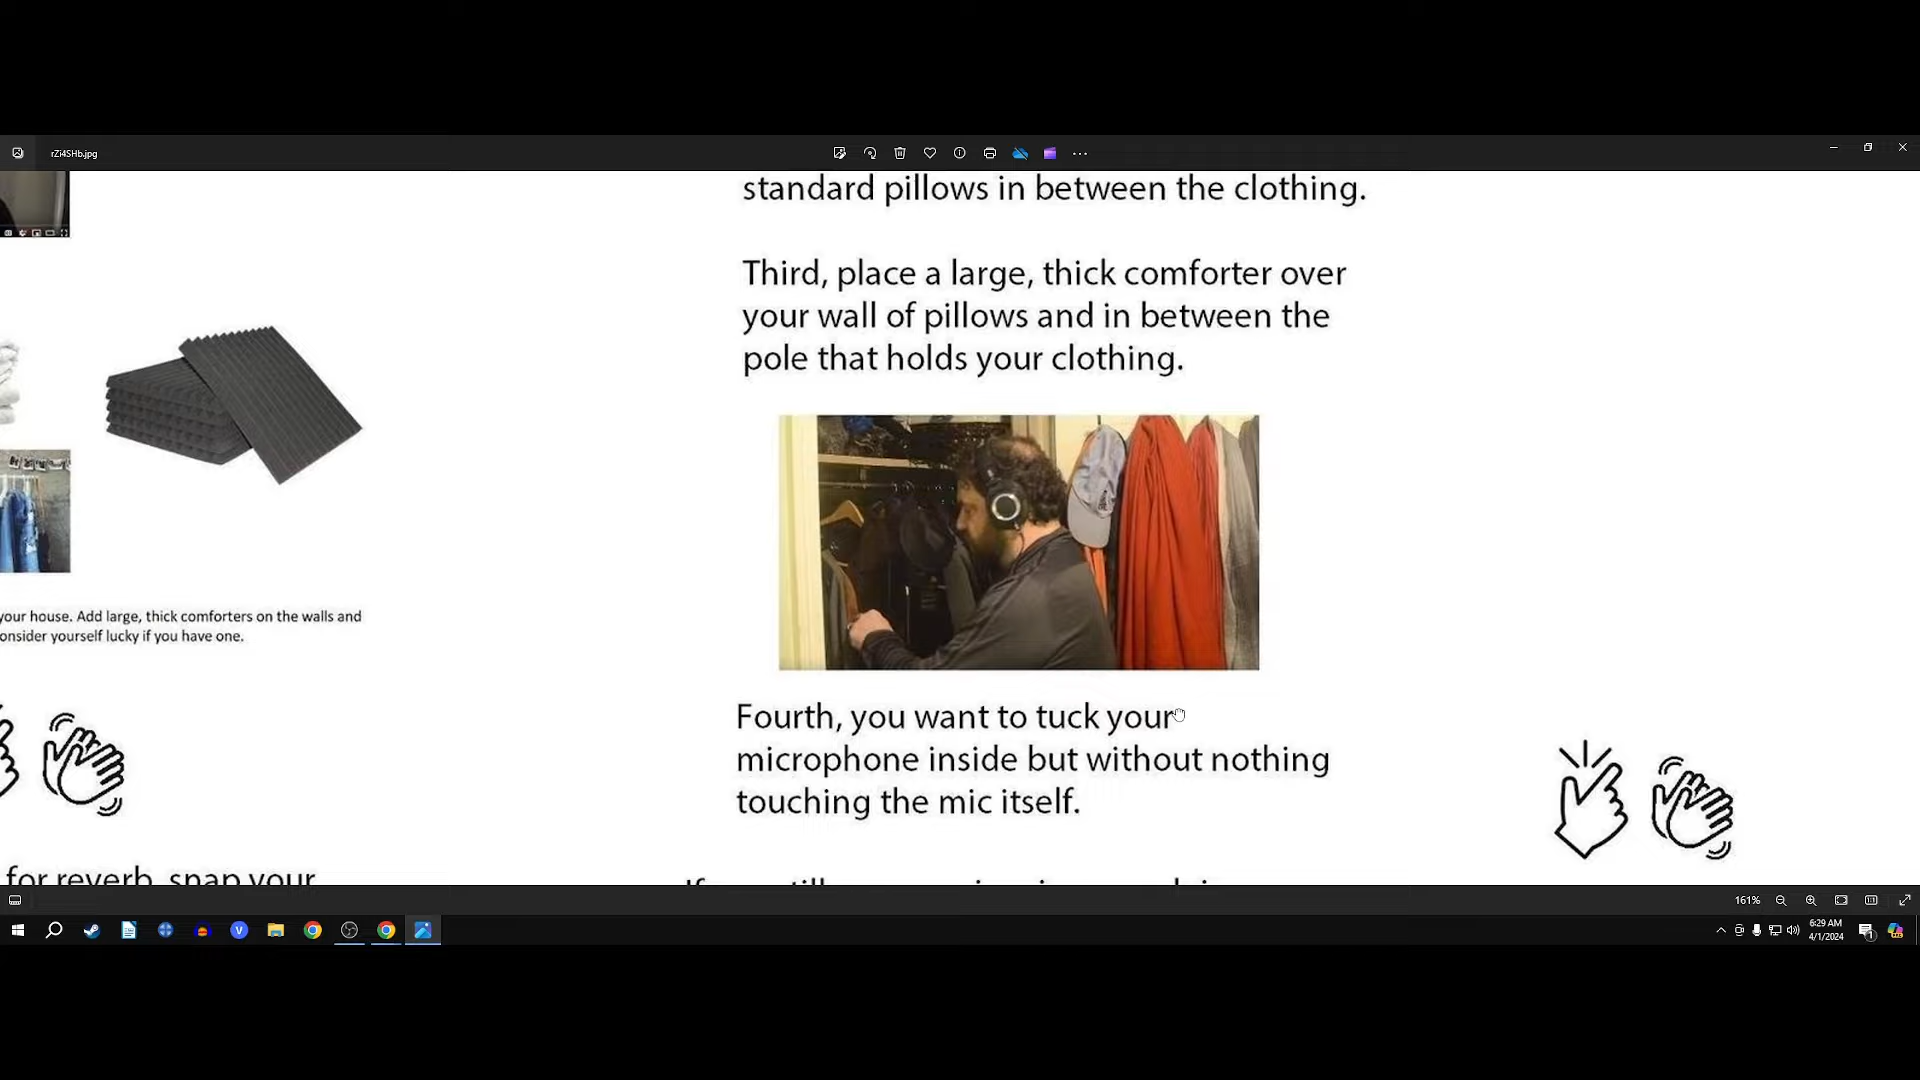 rZi4SHb.jpg
standard pillows in between the clothing.
Third, place a large, thick comforter over
your wall of pillows and in between the
pole that holds your clothing.
your house. Add large, thick comforters on the walls and
onsider yourself lucky if you have one.
Fourth, you want to tuck your
microphone inside but without nothing
touching the mic itself.
for reverb, snap your
161%
6:29 AM
4/1/2024